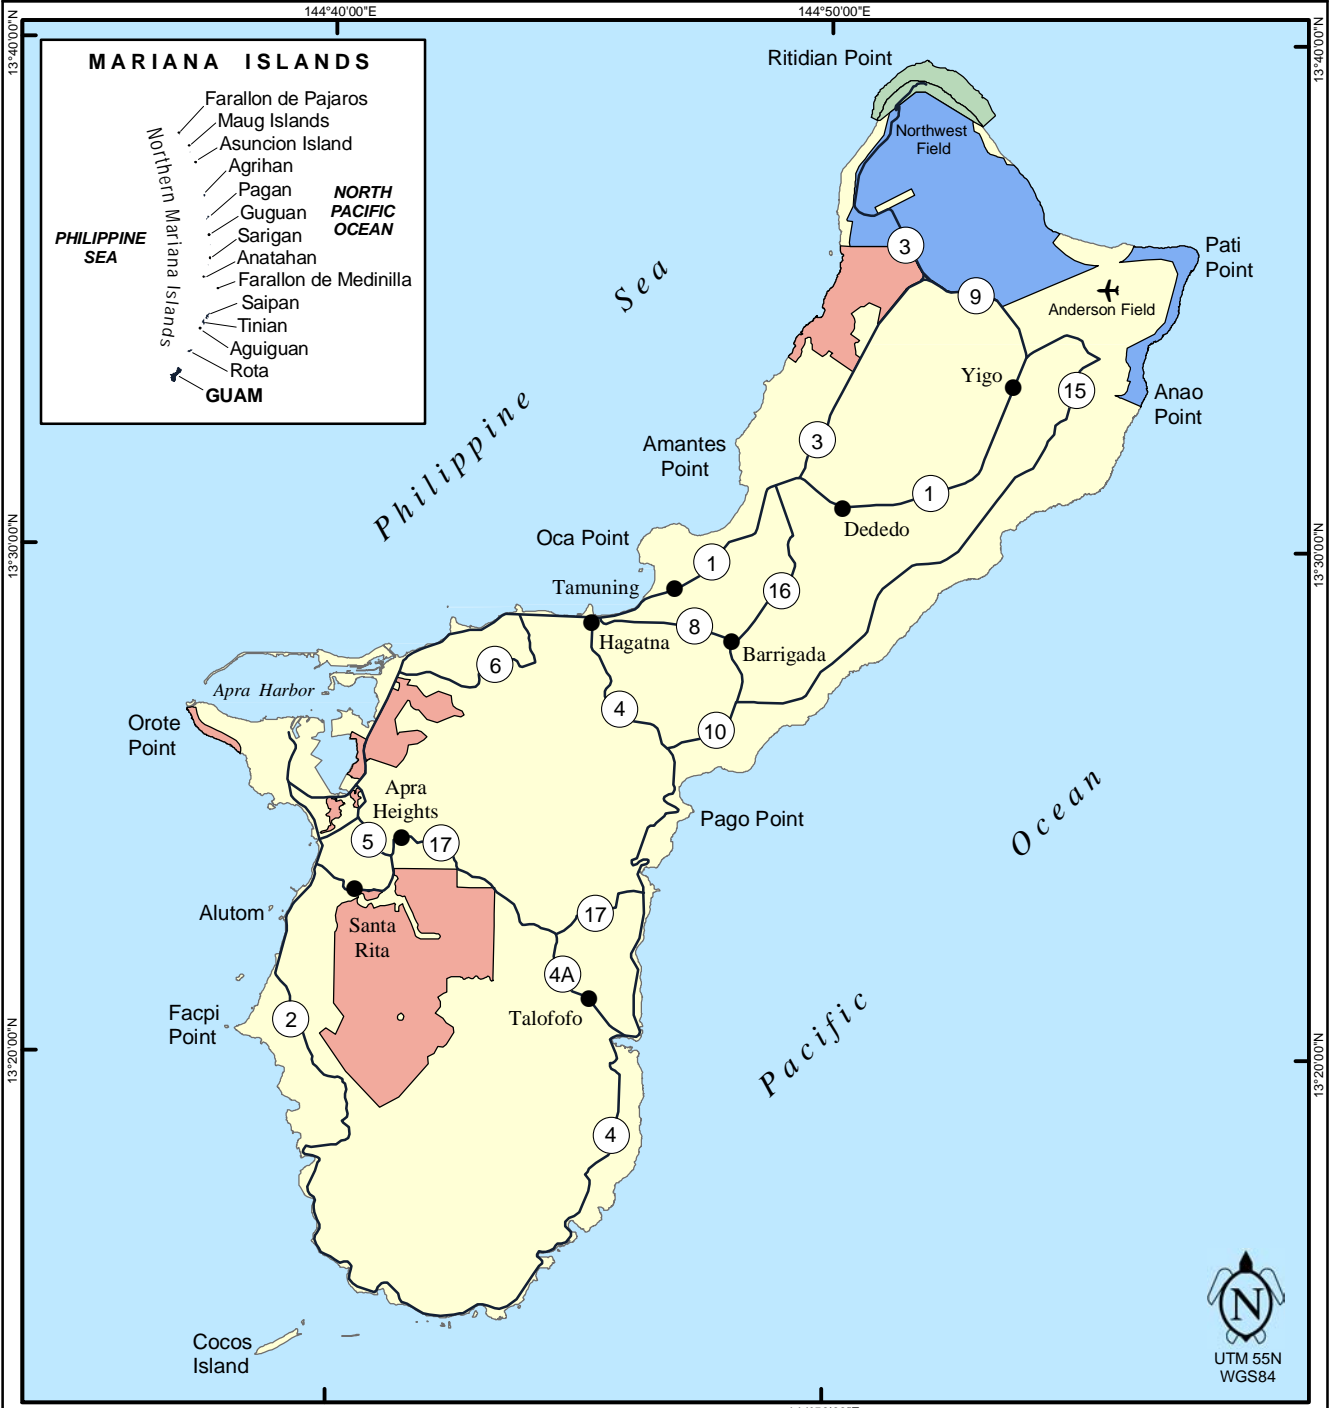 144°40'00"E
144°50'00"E
13°40'00"N
13°40'00"N
MARIANA ISLANDS
Farallon de Pajaros
Maug Islands
Asuncion Island
Agrihan
Pagan
Guguan
Sarigan
Anatahan
Farallon de Medinilla
Saipan
Tinian
Aguiguan
Rota
GUAM
Northern Mariana Islands
NORTH
PACIFIC
OCEAN
PHILIPPINE
SEA
Ritidian Point
Northwest
Field
3
Pati
Point
9
Anderson Field
Philippine Sea
Yigo
15
Anao
Point
Amantes
Point
3
1
Dededo
13°30'00"N
13°30'00"N
Oca Point
1
Tamuning
16
8
Hagatna
Barrigada
6
Apra Harbor
4
10
Orote
Point
Apra
Heights
Pago Point
5
17
Pacific Ocean
Alutom
Santa
Rita
17
4A
Talofofo
Facpi
Point
2
13°20'00"N
13°20'00"N
4
Cocos
Island
N
UTM 55N
WGS84